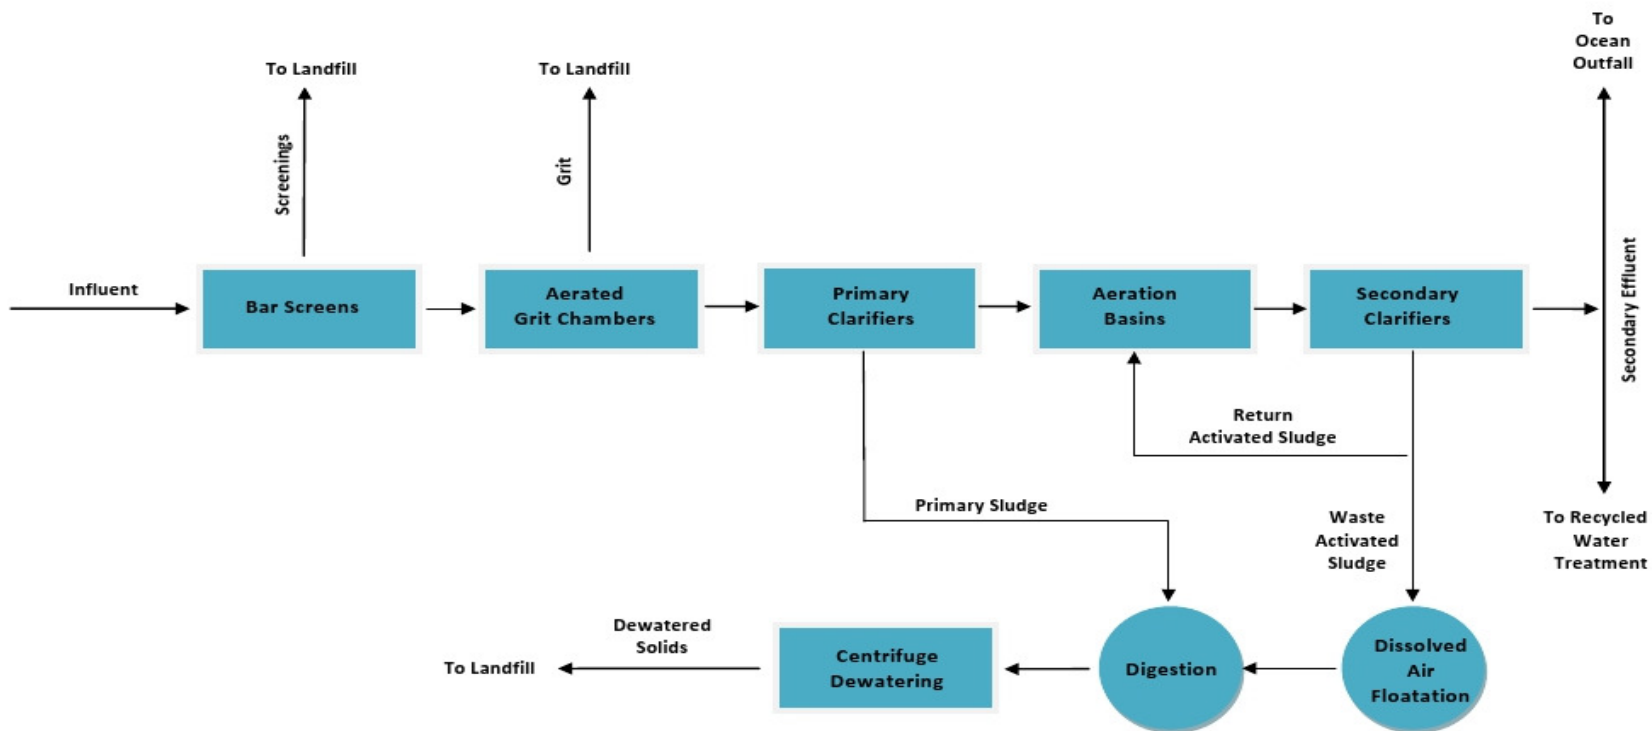 To
Ocean
Outfall
To Landfill
To Landfill
Screenings
Grit
Influent
Bar Screens
Aerated
Grit Chambers
Primary
Clarifiers
Aeration
Basins
Secondary
Clarifiers
Secondary Effluent
Return
Activated Sludge
Primary Sludge
Waste
Activated
Sludge
To Recycled
Water
Treatment
Dewatered
Solids
To Landfill
Centrifuge
Dewatering
Digestion
Dissolved
Air
Floatation